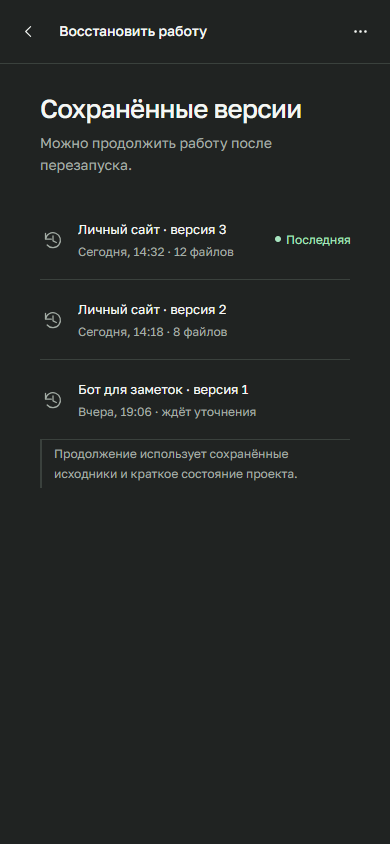 Восстановить работу
Сохранённые версии
Можно продолжить работу после
перезапуска.
Личный сайт · версия 3
Последняя
Сегодня, 14:32 · 12 файлов
Личный сайт · версия 2
Сегодня, 14:18 · 8 файлов
Бот для заметок · версия 1
Вчера, 19:06 · ждёт уточнения
Продолжение использует сохранённые
исходники и краткое состояние проекта.